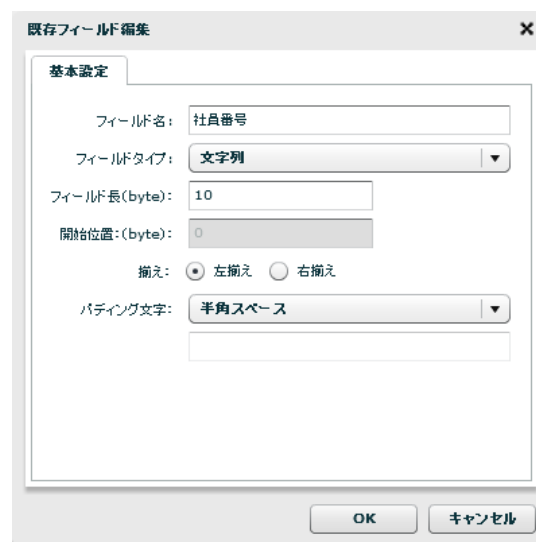 既存フィールド編集
基本設定
フィールド名: 社員番号
フィールドタイプ: 文字列
フィールド長(byte): 10
開始位置:(byte): 0
揃え: 左揃え 右揃え
パディング文字: 半角スペース
OK キャンセル